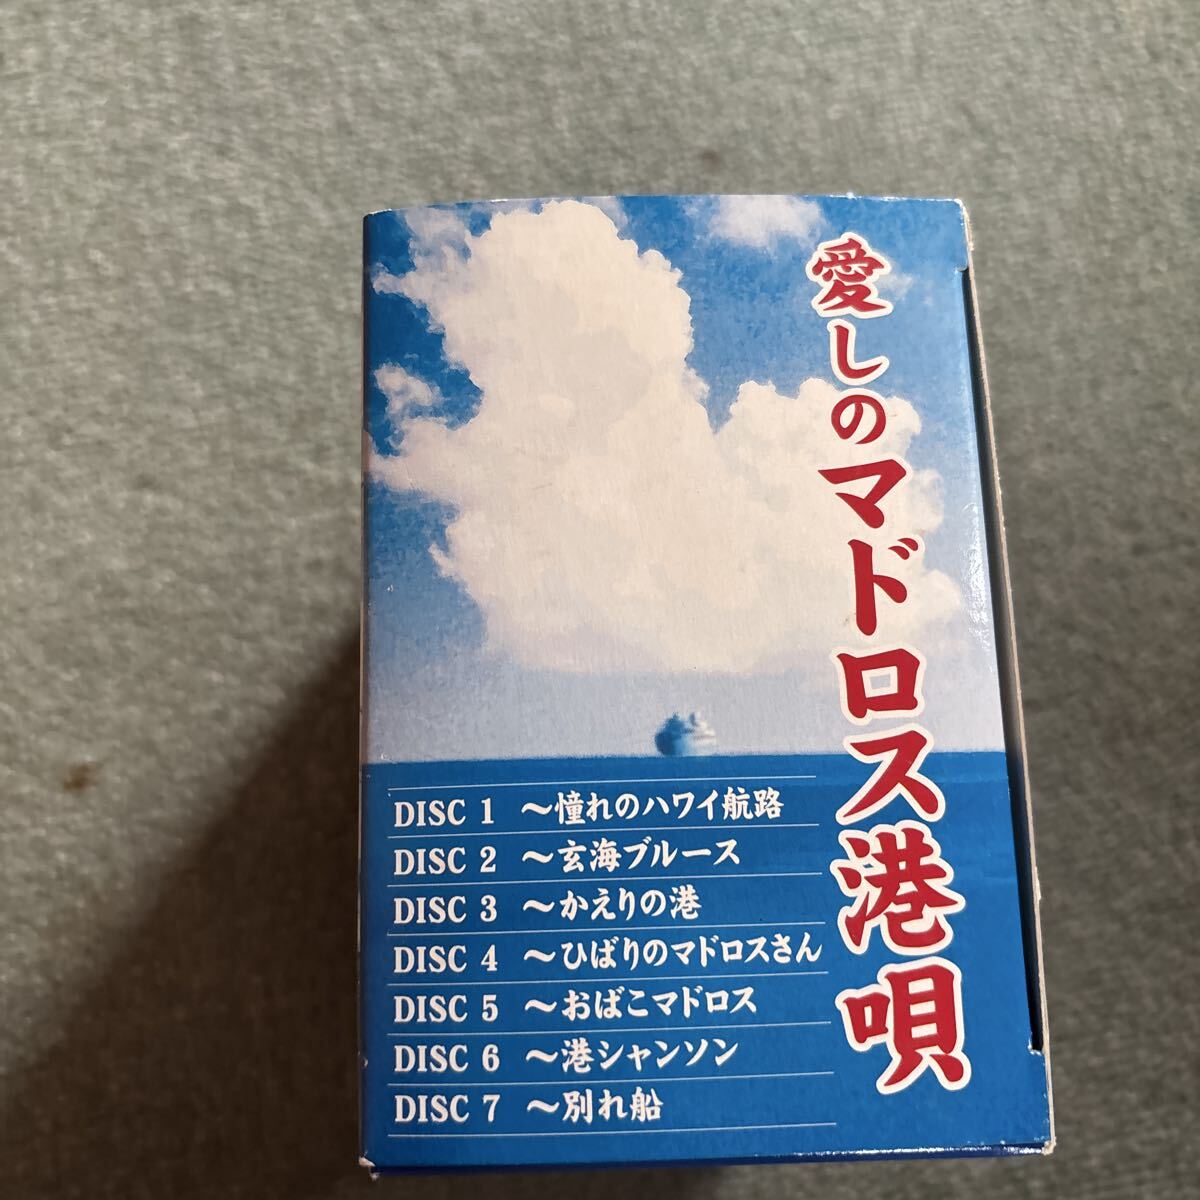 愛しのマドロス港唄
DISC 1 ～憧れのハワイ航路
DISC 2 ～玄海ブルース
DISC 3 ～かえりの港
DISC 4 ～ひばりのマドロスさん
DISC 5 ～おばこマドロス
DISC 6 ～港シャンソン
DISC 7 ～別れ船